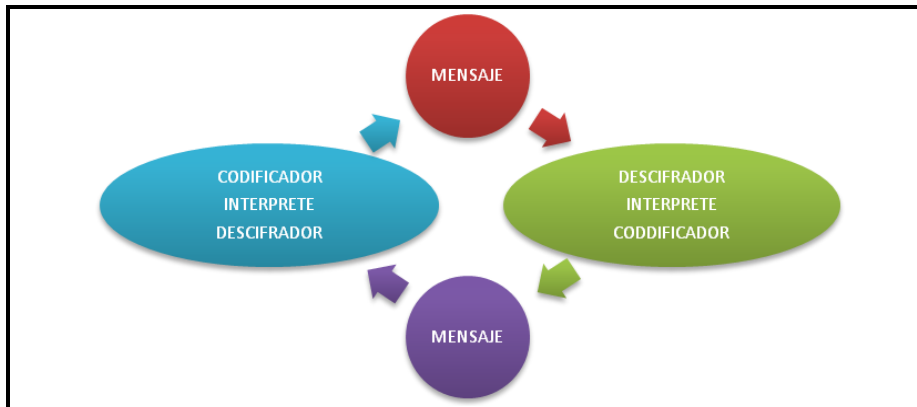 MENSAJE
CODIFICADOR
INTERPRETE
DESCIFRADOR
DESCIFRADOR
INTERPRETE
CODDIFICADOR
MENSAJE